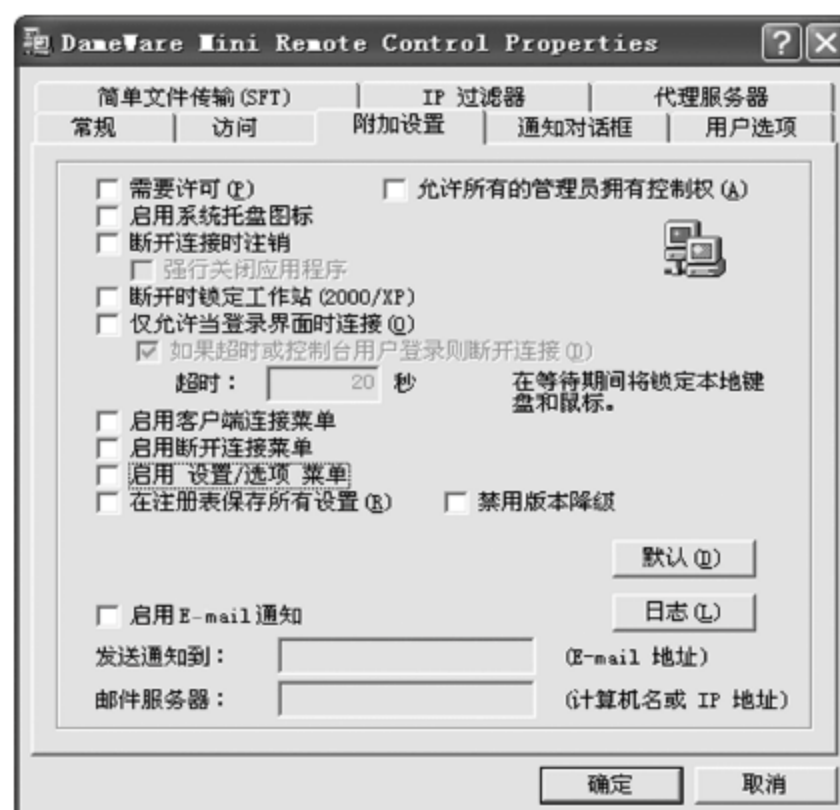 DameWare Mini Remote Control Properties
简单文件传输(SFT) IP 过滤器 代理服务器
常规 访问 附加设置 通知对话框 用户选项
需要许可(P) 允许所有的管理员拥有控制权(A)
启用系统托盘图标
断开连接时注销
强行关闭应用程序
断开时锁定工作站(2000/XP)
仅允许当登录界面时连接(O)
如果超时或控制台用户登录则断开连接(I)
超时: 20 秒 在等待期间将锁定本地键
盘和鼠标。
启用客户端连接菜单
启用断开连接菜单
启用 设置/选项 菜单
在注册表保存所有设置(R) 禁用版本降级
默认(D)
启用E-mail通知 日志(L)
发送通知到: (E-mail 地址)
邮件服务器: (计算机名或 IP 地址)
确定 取消